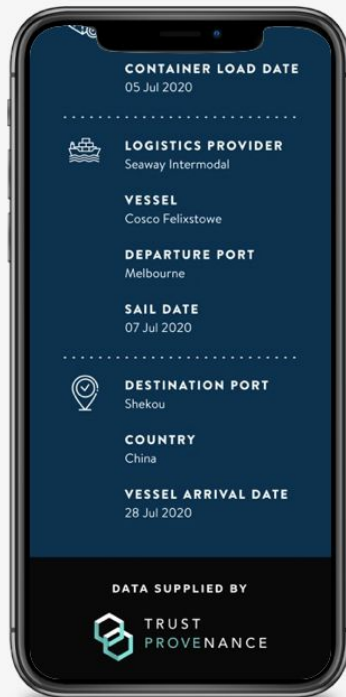 CONTAINER LOAD DATE
05 Jul 2020
LOGISTICS PROVIDER
Seaway Intermodal
VESSEL
Cosco Felixstowe
DEPARTURE PORT
Melbourne
SAIL DATE
07 Jul 2020
DESTINATION PORT
Shekou
COUNTRY
China
VESSEL ARRIVAL DATE
28 Jul 2020
DATA SUPPLIED BY
TRUST
PROVENANCE